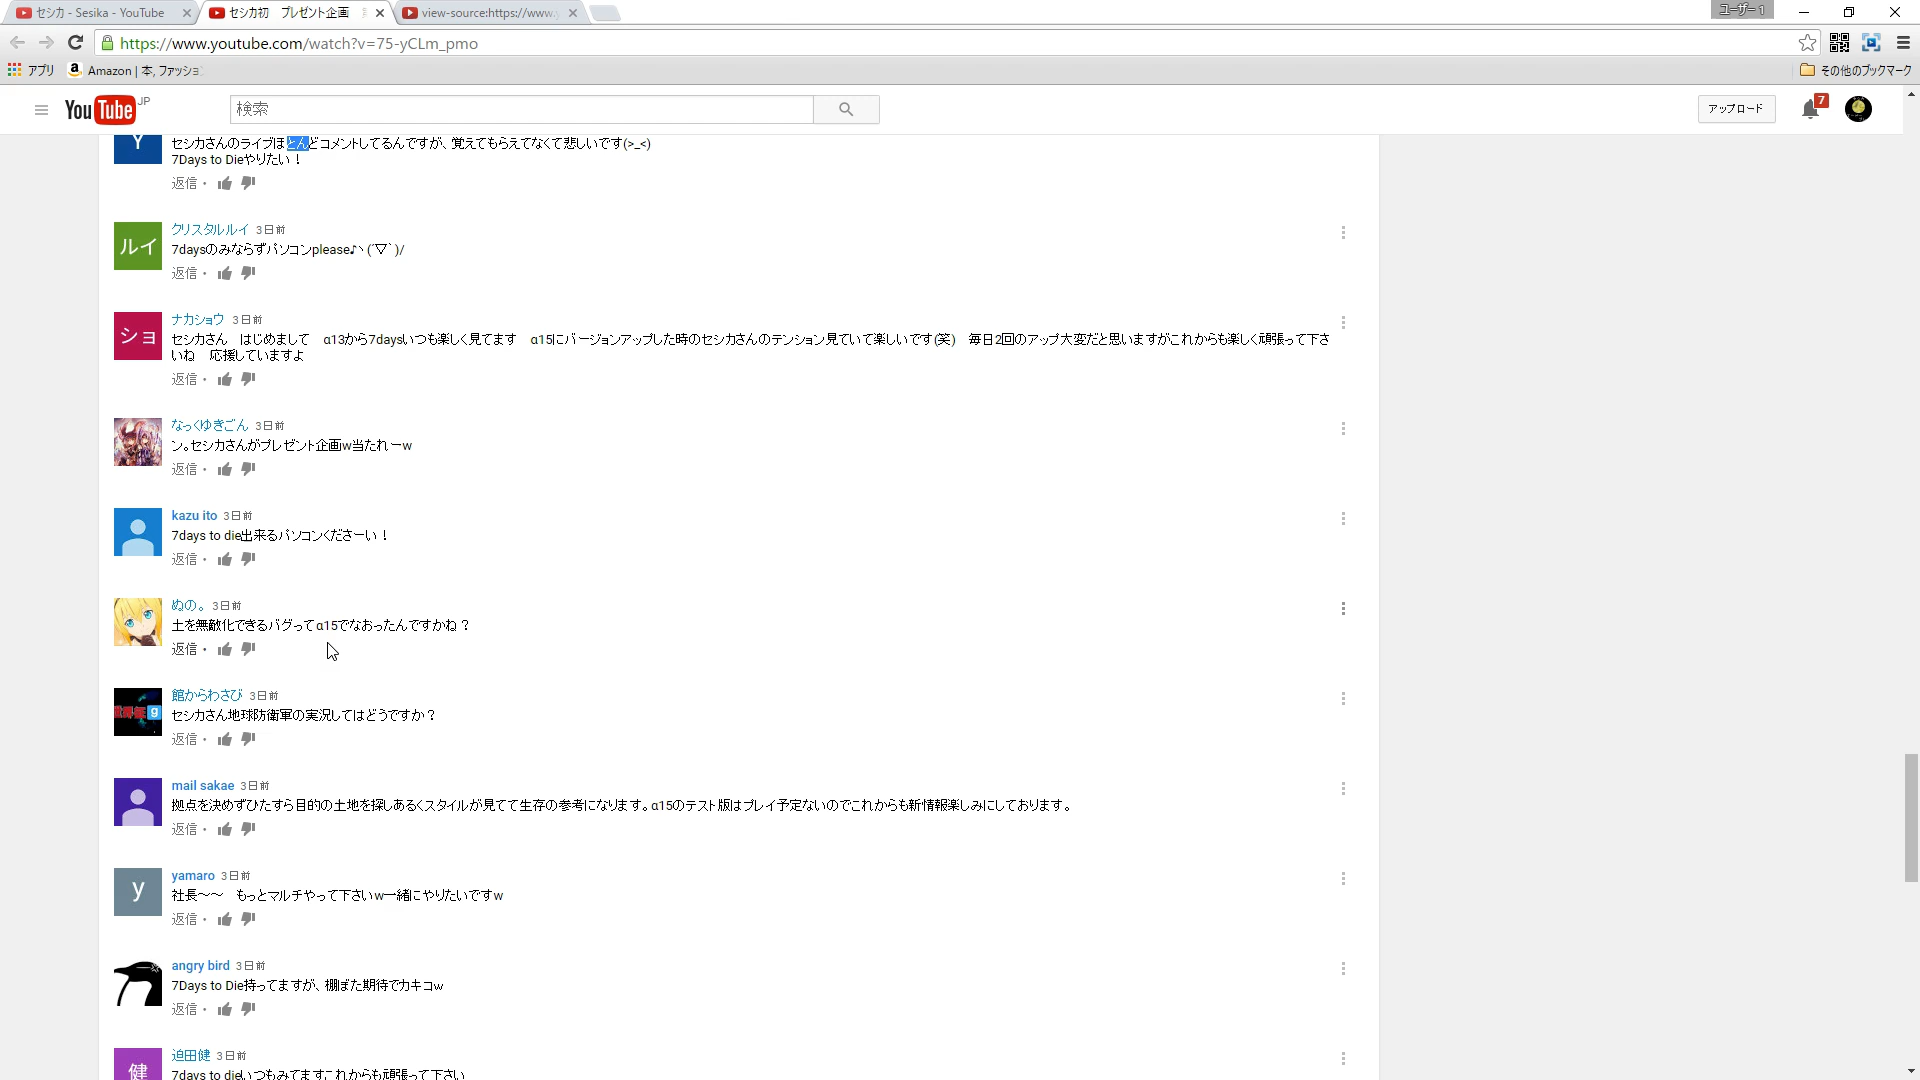 セシカ - Sesika - YouTube
セシカ初　プレゼント企画
view-source:https://www.
ユーザー 1
https://www.youtube.com/watch?v=75-yCLm_pmo
アプリ
Amazon | 本, ファッショ
その他のブックマーク
YouTube JP
検索
アップロード
7
Y
セシカさんのライブほとんどコメントしてるんですが、覚えてもらえてなくて悲しいです(>_<)
7Days to Dieやりたい！
返信・
ルイ
クリスタルルイ 3日前
7daysのみならずパソコンplease♪ヽ(´▽`)/
返信・
ショ
ナカショウ 3日前
セシカさん　はじめまして　α13から7daysいつも楽しく見てます　α15にバージョンアップした時のセシカさんのテンション見ていて楽しいです(笑)　毎日2回のアップ大変だと思いますがこれからも楽しく頑張って下さ
いね　応援していますよ
返信・
なっくゆきごん 3日前
ン。セシカさんがプレゼント企画w当たれーw
返信・
kazu ito 3日前
7days to die出来るパソコンくださーい！
返信・
ぬの。 3日前
土を無敵化できるバグってα15でなおったんですかね？
返信・
館からわさび 3日前
セシカさん地球防衛軍の実況してはどうですか？
返信・
mail sakae 3日前
拠点を決めずひたすら目的の土地を探しあるくスタイルが見てて生存の参考になります。α15のテスト版はプレイ予定ないのでこれからも新情報楽しみにしております。
返信・
y
yamaro 3日前
社長～～　もっとマルチやって下さいw一緒にやりたいですw
返信・
angry bird 3日前
7Days to Die持ってますが、棚ぼた期待でカキコw
返信・
健
迫田健 3日前
7days to dieいつもみてますこれからも頑張って下さい